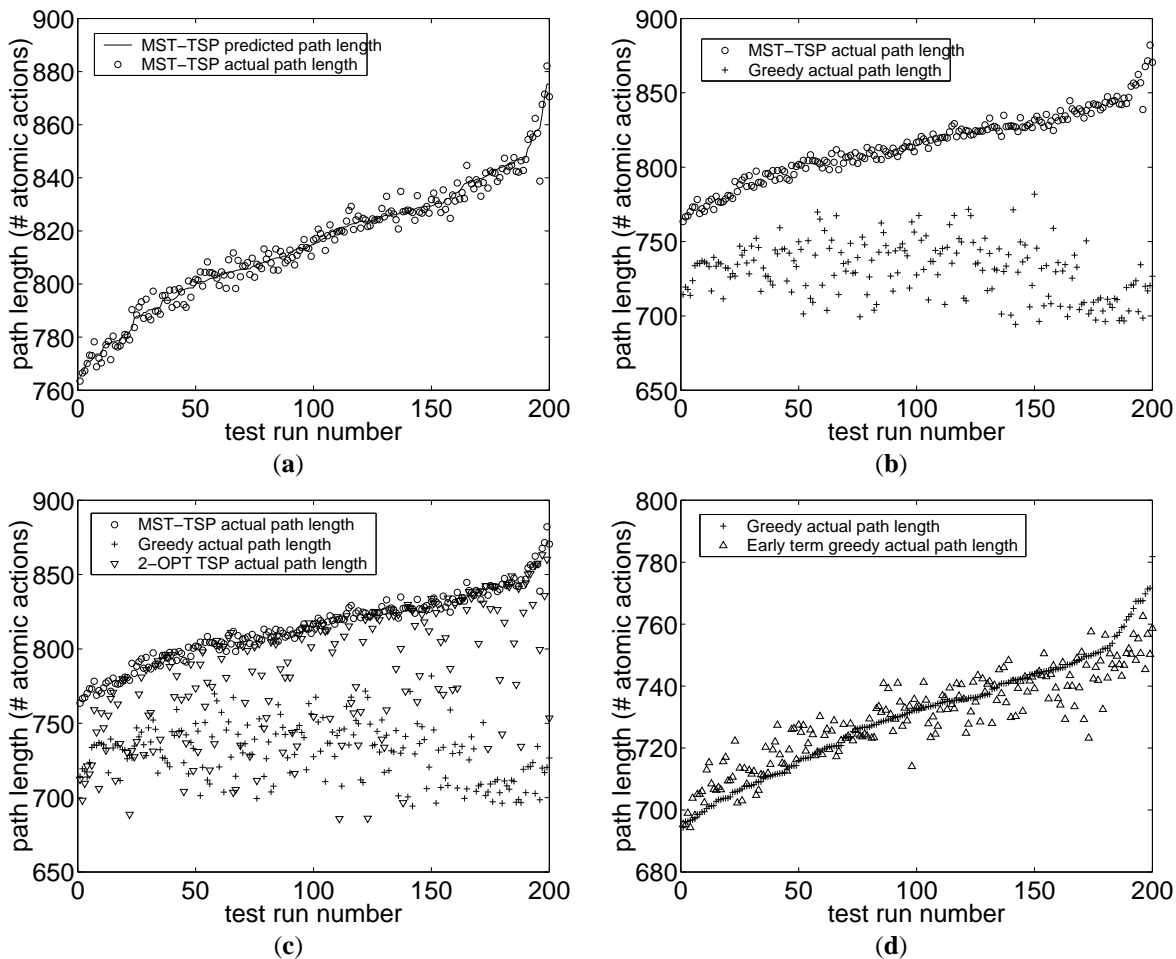 900
880
860
840
820
800
780
760
0
50
100
150
200
path length (# atomic actions)
test run number
MST−TSP predicted path length
MST−TSP actual path length
(a)
900
850
800
750
700
650
0
50
100
150
200
path length (# atomic actions)
test run number
MST−TSP actual path length
Greedy actual path length
(b)
900
850
800
750
700
650
0
50
100
150
200
path length (# atomic actions)
test run number
MST−TSP actual path length
Greedy actual path length
2−OPT TSP actual path length
(c)
800
780
760
740
720
700
680
0
50
100
150
200
path length (# atomic actions)
test run number
Greedy actual path length
Early term greedy actual path length
(d)